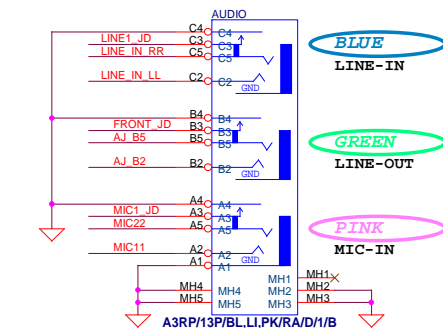 AUDIO
C4 C4
LINE1_JD C3 C3
LINE_IN_RR C5 C5
LINE_IN_LL C2 C2
GND
BLUE
LINE-IN
B4 B4
FRONT_JD B3 B3
AJ_B5 B5 B5
AJ_B2 B2 B2
GND
GREEN
LINE-OUT
A4 A4
MIC1_JD A3 A3
MIC22 A5 A5
MIC11 A2 A2
GND
A1 A1
PINK
MIC-IN
MH1 MH1
MH4 MH4 MH2 MH2
MH5 MH5 MH3 MH3
A3RP/13P/BL,LI,PK/RA/D/1/B